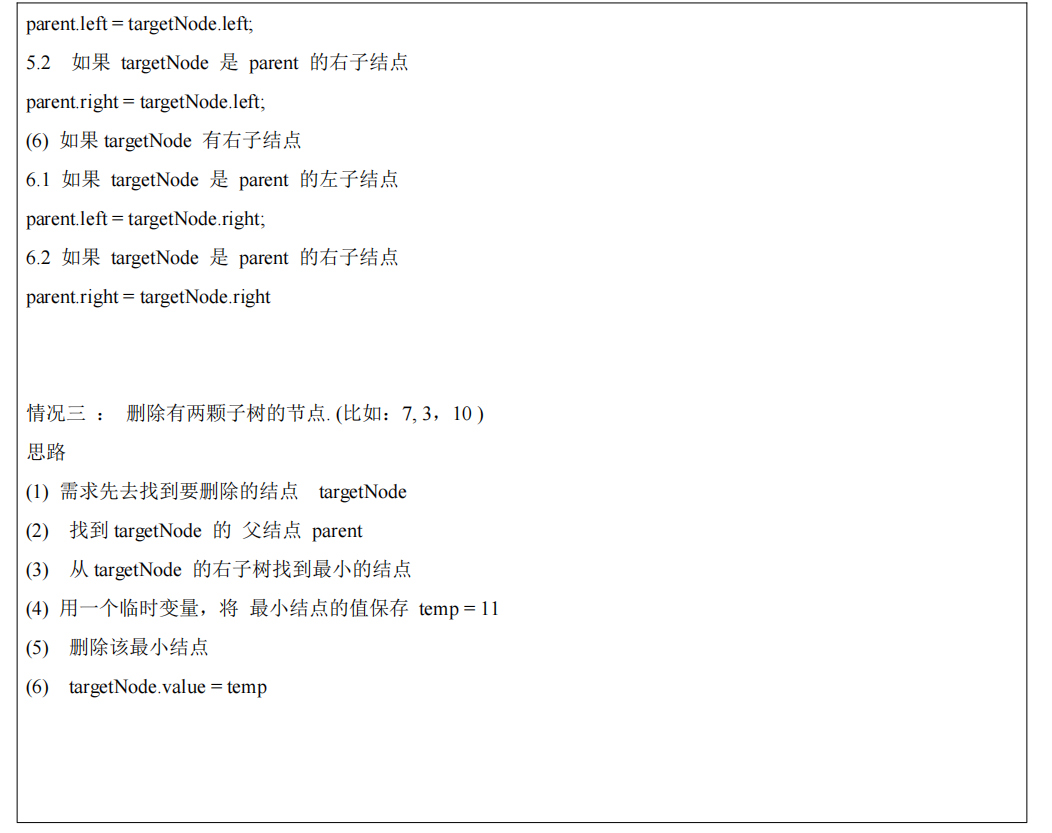 parent.left = targetNode.left;
5.2 如果 targetNode 是 parent 的右子结点
parent.right = targetNode.left;
(6) 如果 targetNode 有右子结点
6.1 如果 targetNode 是 parent 的左子结点
parent.left = targetNode.right;
6.2 如果 targetNode 是 parent 的右子结点
parent.right = targetNode.right
情况三 ： 删除有两颗子树的节点. (比如：7, 3，10 )
思路
(1) 需求先去找到要删除的结点 targetNode
(2) 找到 targetNode 的 父结点 parent
(3) 从 targetNode 的右子树找到最小的结点
(4) 用一个临时变量，将 最小结点的值保存 temp = 11
(5) 删除该最小结点
(6) targetNode.value = temp